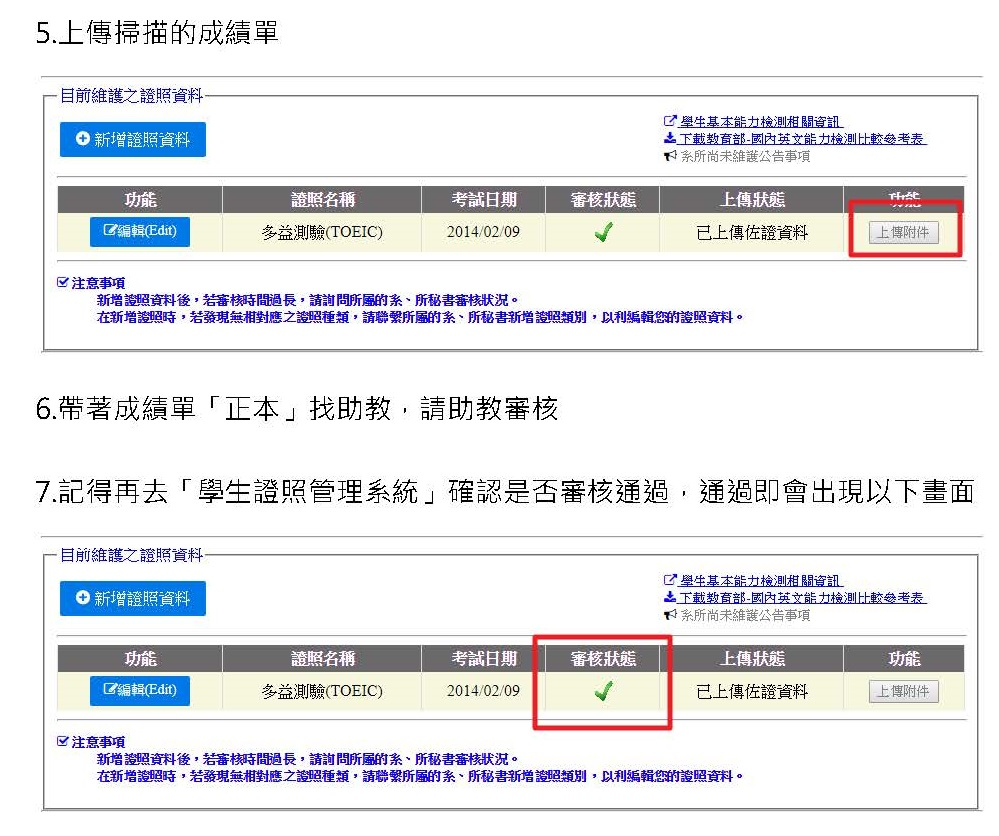 5.上傳掃描的成績單
目前維護之證照資料
新增證照資料
學生基本能力檢測相關資訊
下載教育部-國內英文能力檢測比較參考表
系所尚未維護公告事項
功能 證照名稱 考試日期 審核狀態 上傳狀態 功能
編輯(Edit) 多益測驗(TOEIC) 2014/02/09 已上傳佐證資料 上傳附件
注意事項
新增證照資料後，若審核時間過長，請詢問所屬的系、所秘書審核狀況。
在新增證照時，若發現無相對應之證照種類，請聯繫所屬的系、所秘書新增證照類別，以利編輯您的證照資料。
6.帶著成績單「正本」找助教，請助教審核
7.記得再去「學生證照管理系統」確認是否審核通過，通過即會出現以下畫面
目前維護之證照資料
新增證照資料
學生基本能力檢測相關資訊
下載教育部-國內英文能力檢測比較參考表
系所尚未維護公告事項
功能 證照名稱 考試日期 審核狀態 上傳狀態 功能
編輯(Edit) 多益測驗(TOEIC) 2014/02/09 已上傳佐證資料 上傳附件
注意事項
新增證照資料後，若審核時間過長，請詢問所屬的系、所秘書審核狀況。
在新增證照時，若發現無相對應之證照種類，請聯繫所屬的系、所秘書新增證照類別，以利編輯您的證照資料。